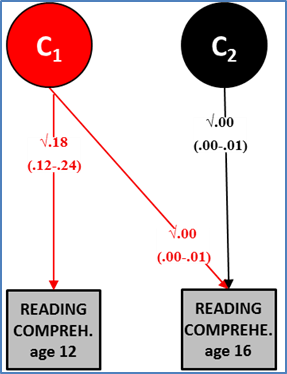 C₁
C₂
√.18
(.12-.24)
√.00
(.00-.01)
√.00
(.00-.01)
READING
COMPREH.
age 12
READING
COMPREHE.
age 16